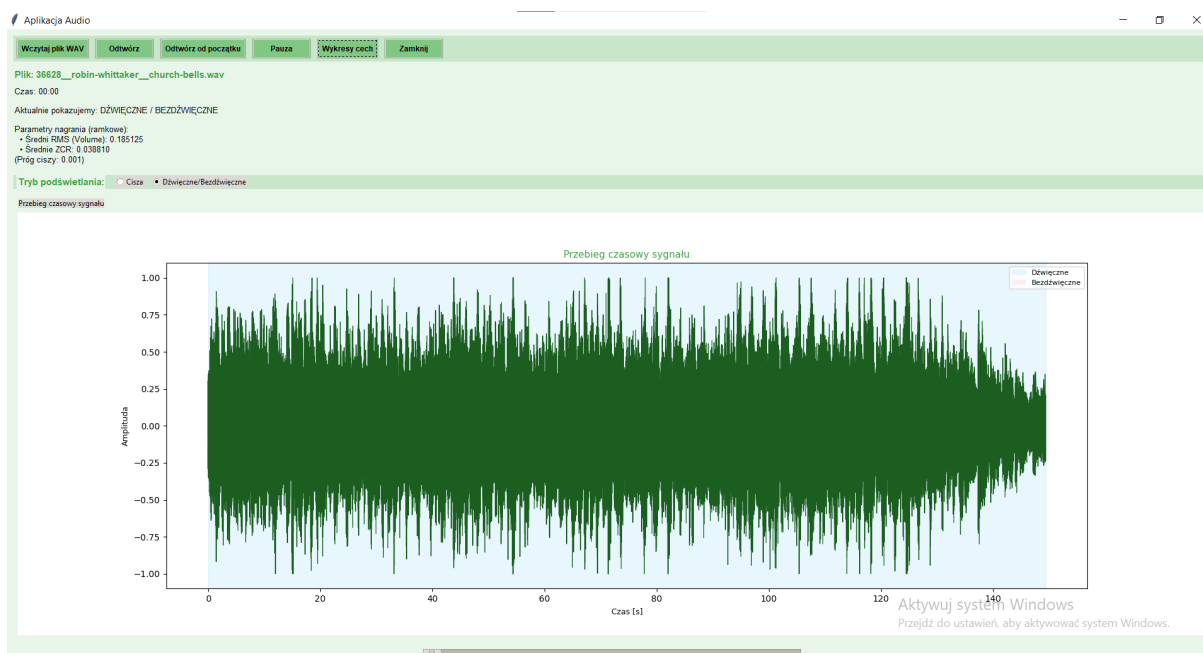 Aplikacja Audio
Wczytaj plik WAV Odtwórz Odtwórz od początku Pauza Wykresy cech Zamknij
Plik: 36628__robin-whittaker__church-bells.wav
Czas: 00:00
Aktualnie pokazujemy: DŹWIĘCZNE / BEZDŹWIĘCZNE
Parametry nagrania (ramkowe):
• Średni RMS (Volume): 0.185125
• Średnie ZCR: 0.038810
(Próg ciszy: 0.001)
Tryb podświetlania: Cisza Dźwięczne/Bezdźwięczne
Przebieg czasowy sygnału
Przebieg czasowy sygnału
Dźwięczne
Bezdźwięczne
1.00
0.75
0.50
0.25
0.00
−0.25
−0.50
−0.75
−1.00
Amplituda
0 20 40 60 80 100 120 140
Czas [s]
Aktywuj system Windows
Przejdź do ustawień, aby aktywować system Windows.